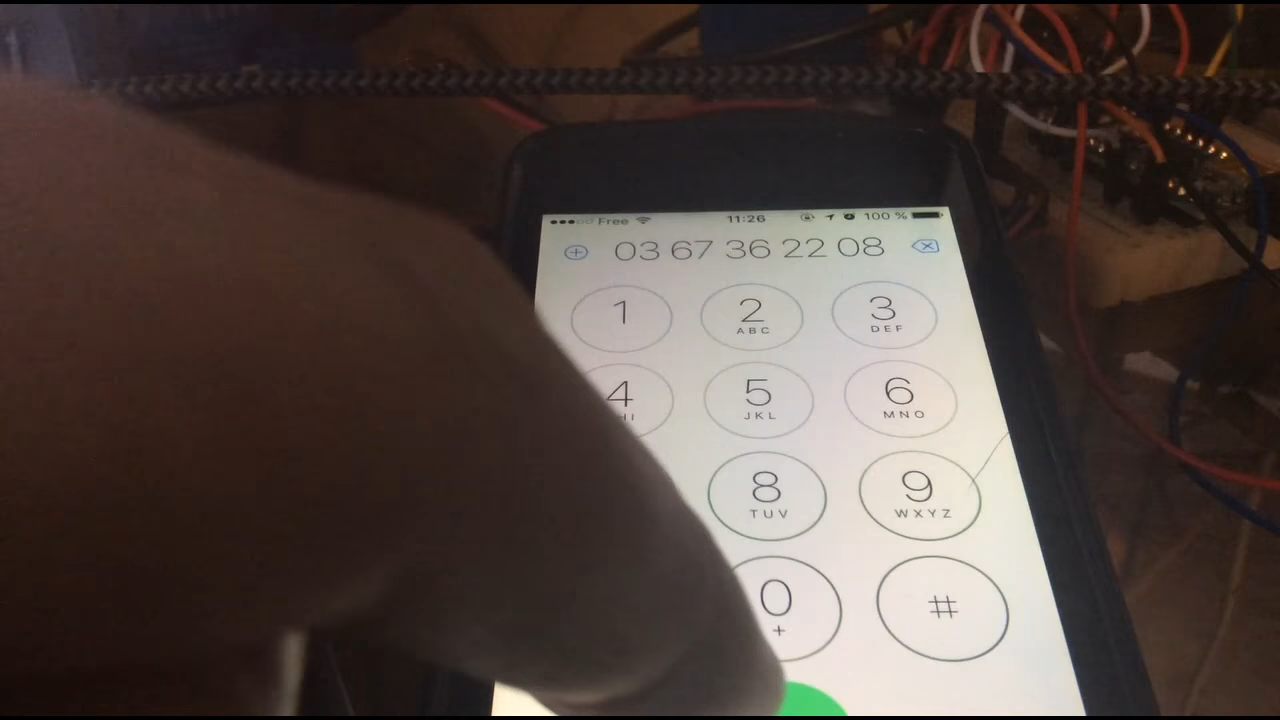 Free 11:26 100 %
03 67 36 22 08
1 2 3
ABC DEF
4 5 6
JKL MNO
8 9
TUV WXYZ
0 #
+